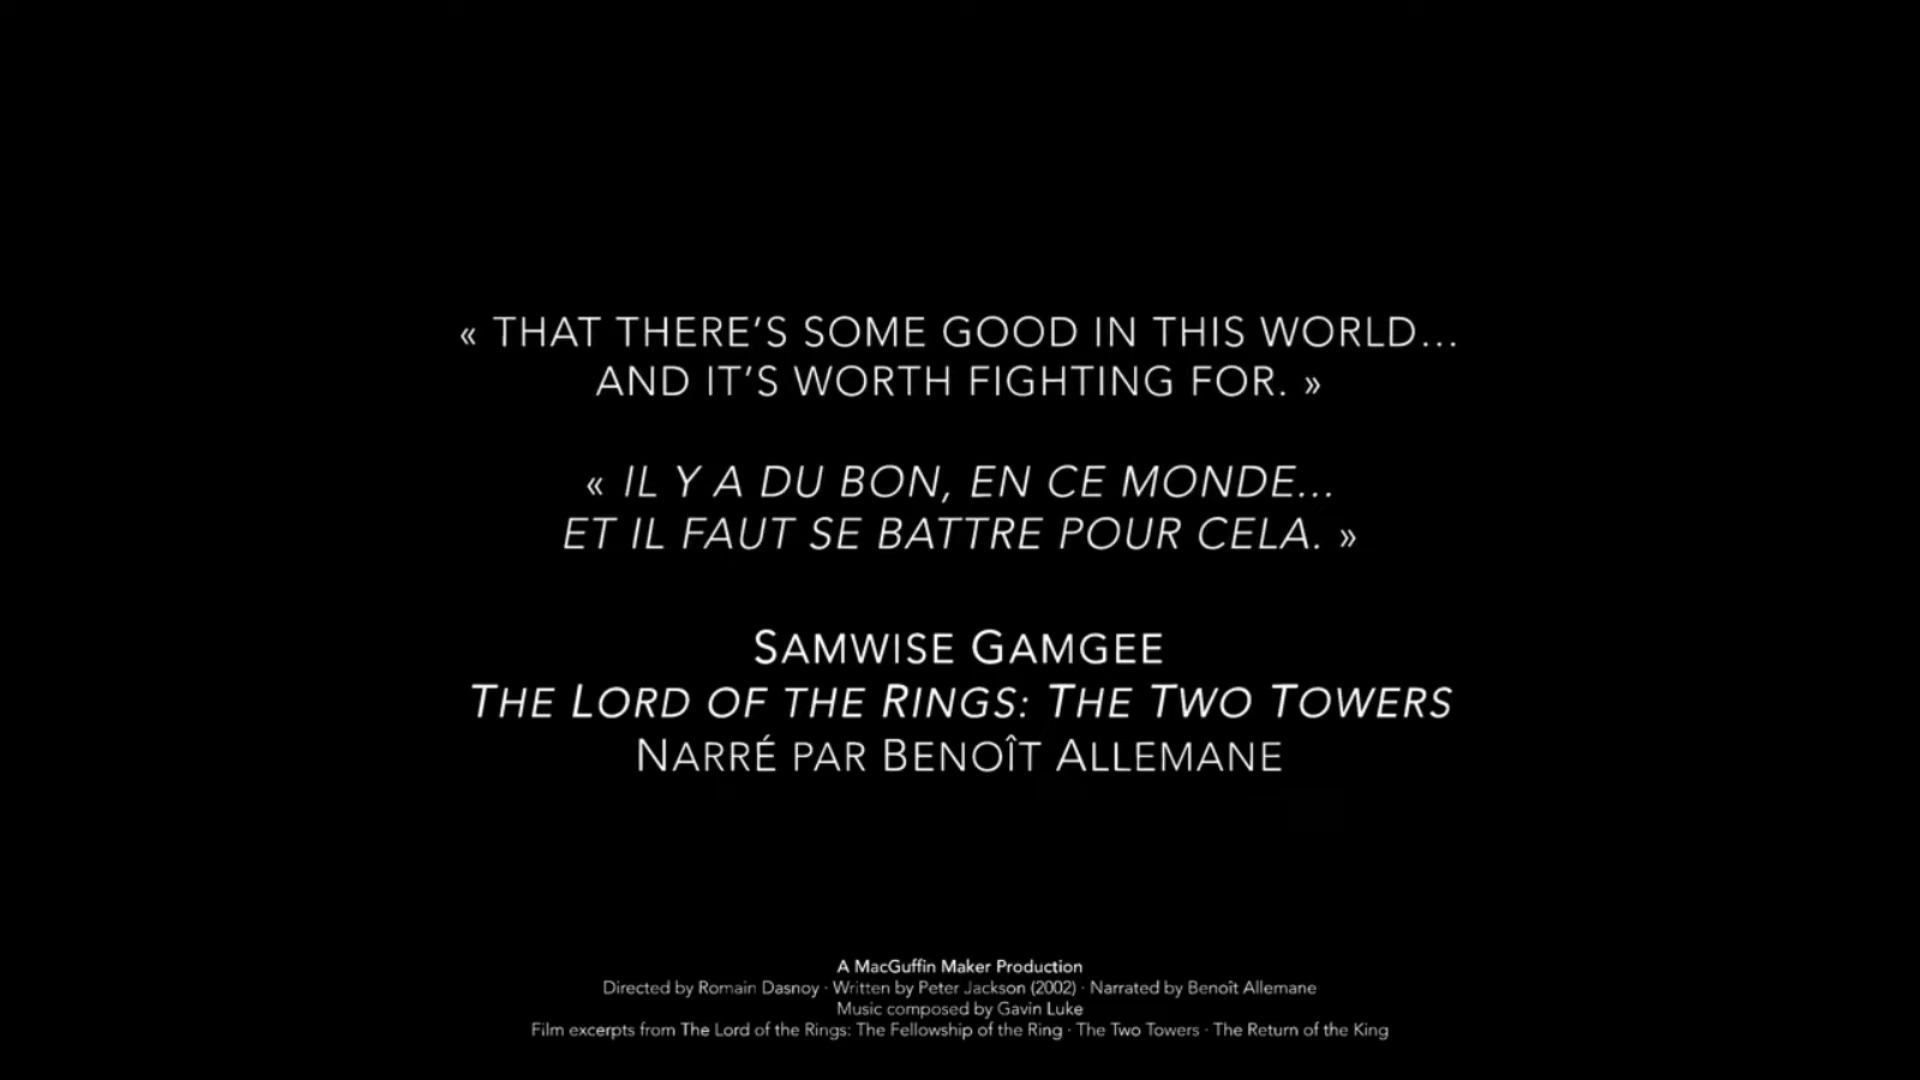 « THAT THERE’S SOME GOOD IN THIS WORLD…
AND IT’S WORTH FIGHTING FOR. »
« IL Y A DU BON, EN CE MONDE…
ET IL FAUT SE BATTRE POUR CELA. »
SAMWISE GAMGEE
THE LORD OF THE RINGS: THE TWO TOWERS
NARRÉ PAR BENOÎT ALLEMANE
A MacGuffin Maker Production
Directed by Romain Dasnoy · Written by Peter Jackson (2002) · Narrated by Benoît Allemane
Music composed by Gavin Luke
Film excerpts from The Lord of the Rings: The Fellowship of the Ring · The Two Towers · The Return of the King